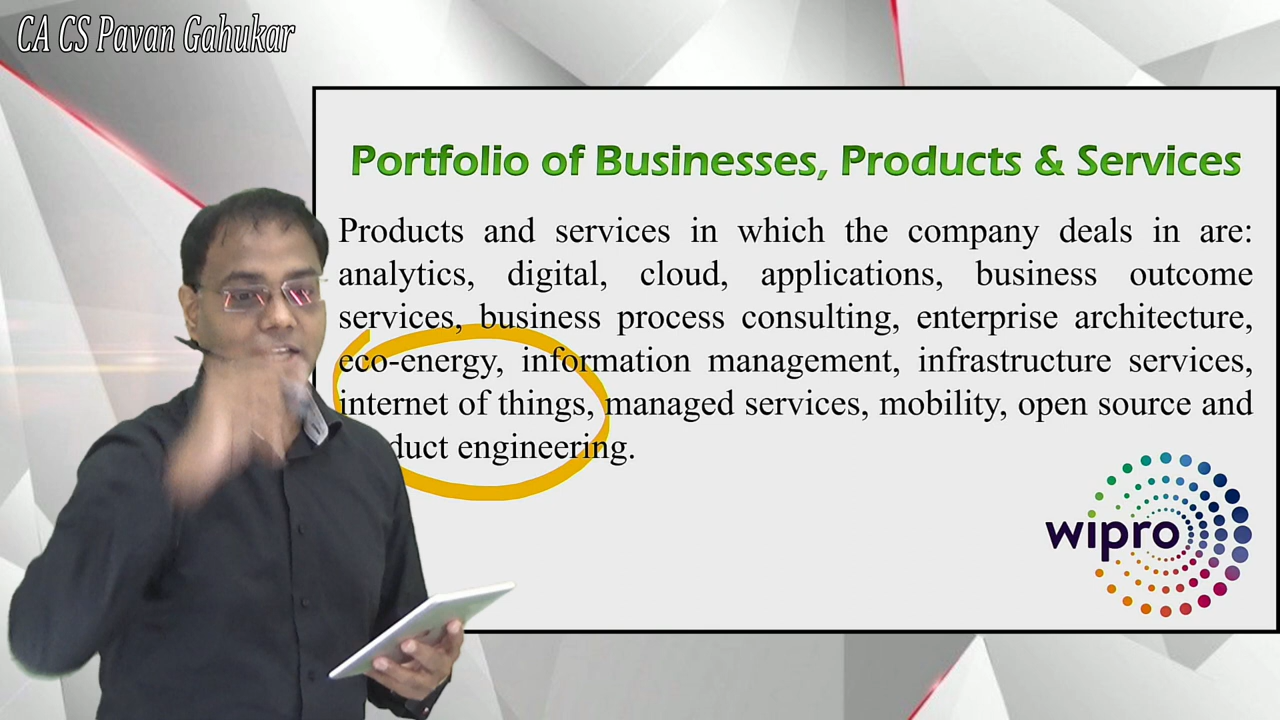 CA CS Pavan Gahukar
Portfolio of Businesses, Products & Services
Products and services in which the company deals in are:
analytics, digital, cloud, applications, business outcome
services, business process consulting, enterprise architecture,
eco-energy, information management, infrastructure services,
internet of things, managed services, mobility, open source and
duct engineering.
wipro